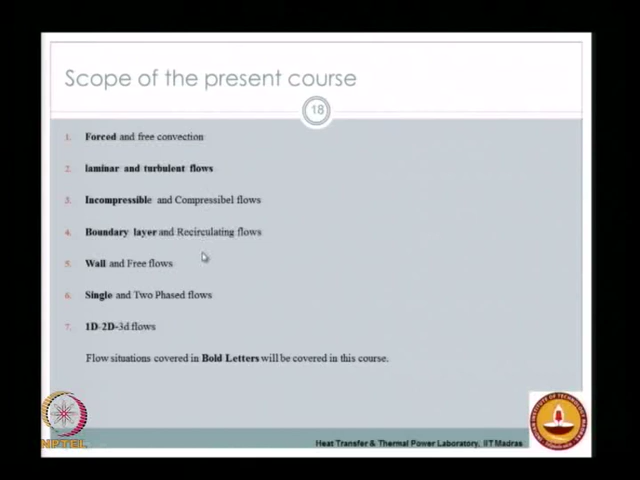 Scope of the present course
18
1. Forced and free convection
2. laminar and turbulent flows
3. Incompressible and Compressibel flows
4. Boundary layer and Recirculating flows
5. Wall and Free flows
6. Single and Two Phased flows
7. 1D-2D-3d flows
Flow situations covered in Bold Letters will be covered in this course.
NPTEL
Heat Transfer & Thermal Power Laboratory, IIT Madras